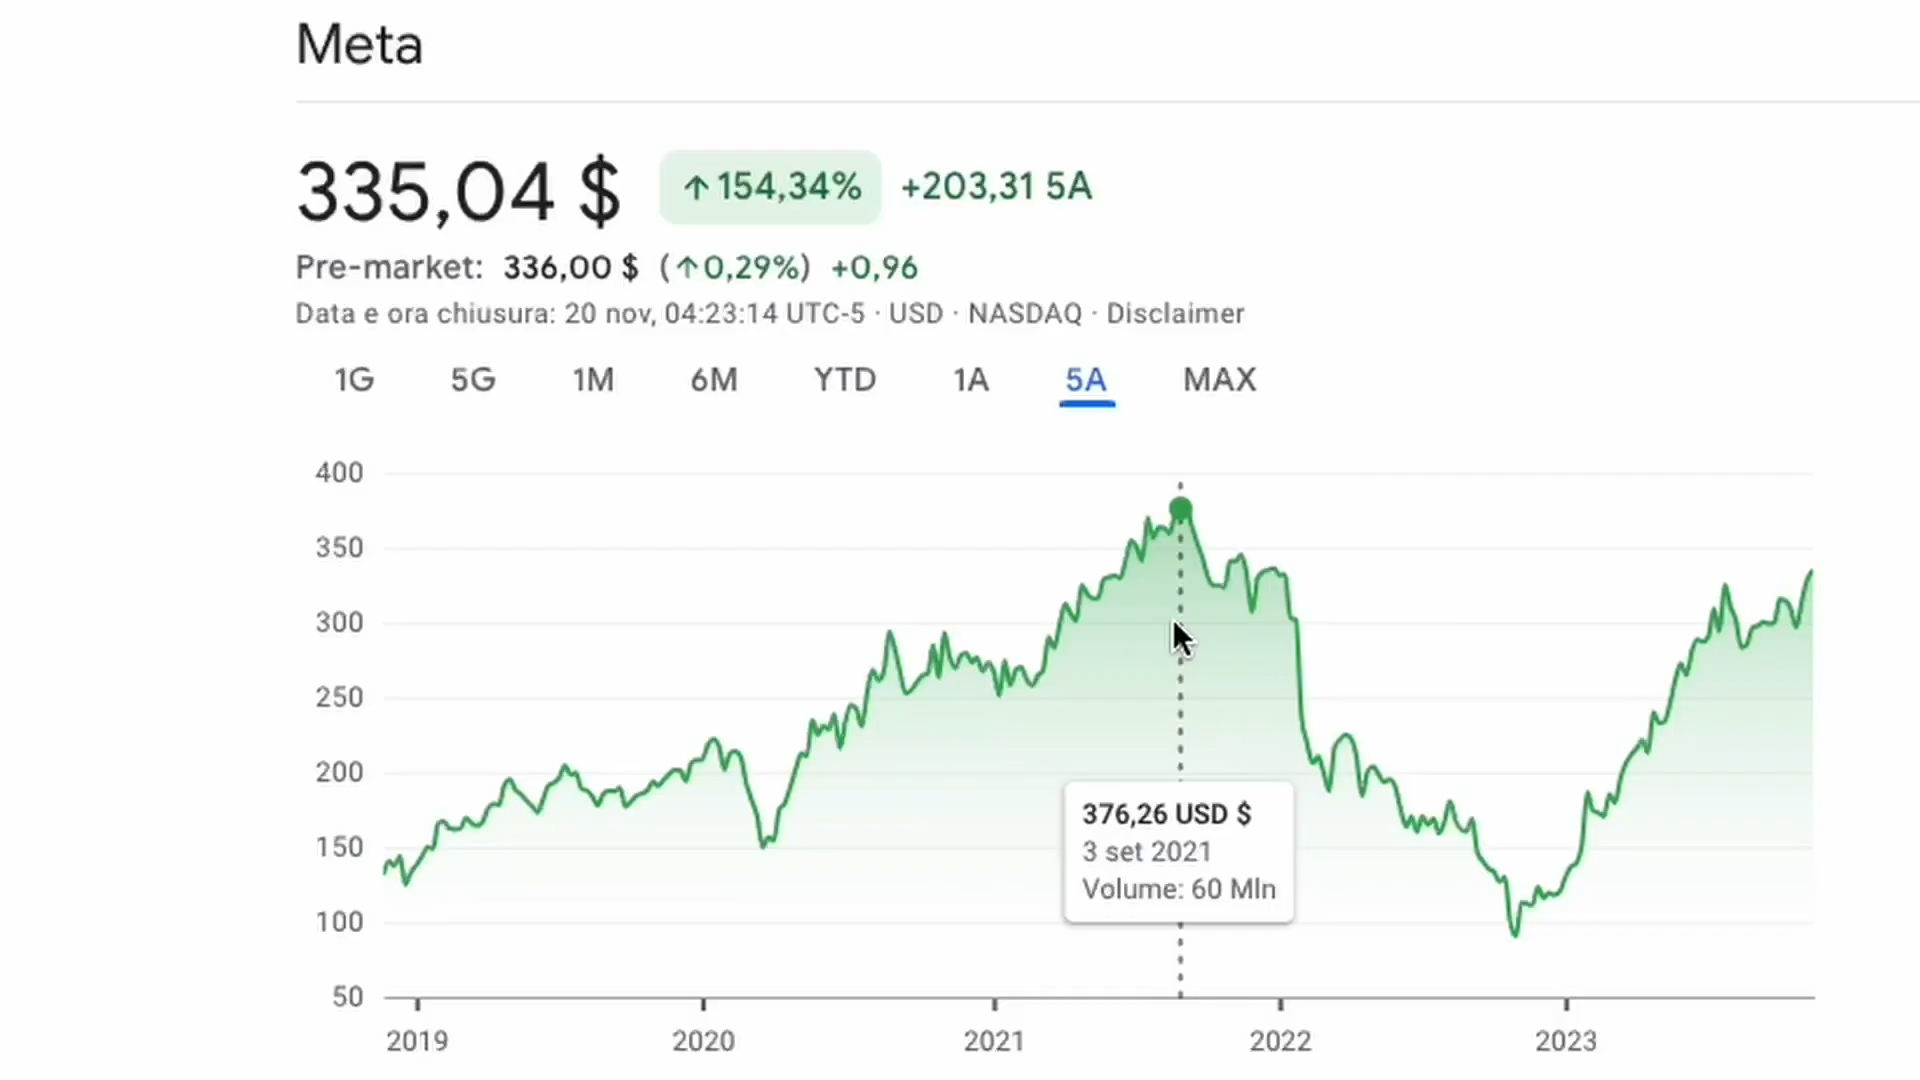 Meta
335,04 $ ↑154,34% +203,31 5A
Pre-market: 336,00 $ (↑0,29%) +0,96
Data e ora chiusura: 20 nov, 04:23:14 UTC-5 · USD · NASDAQ · Disclaimer
1G 5G 1M 6M YTD 1A 5A MAX
400
350
300
250
200
150
100
50
376,26 USD $
3 set 2021
Volume: 60 Mln
2019 2020 2021 2022 2023